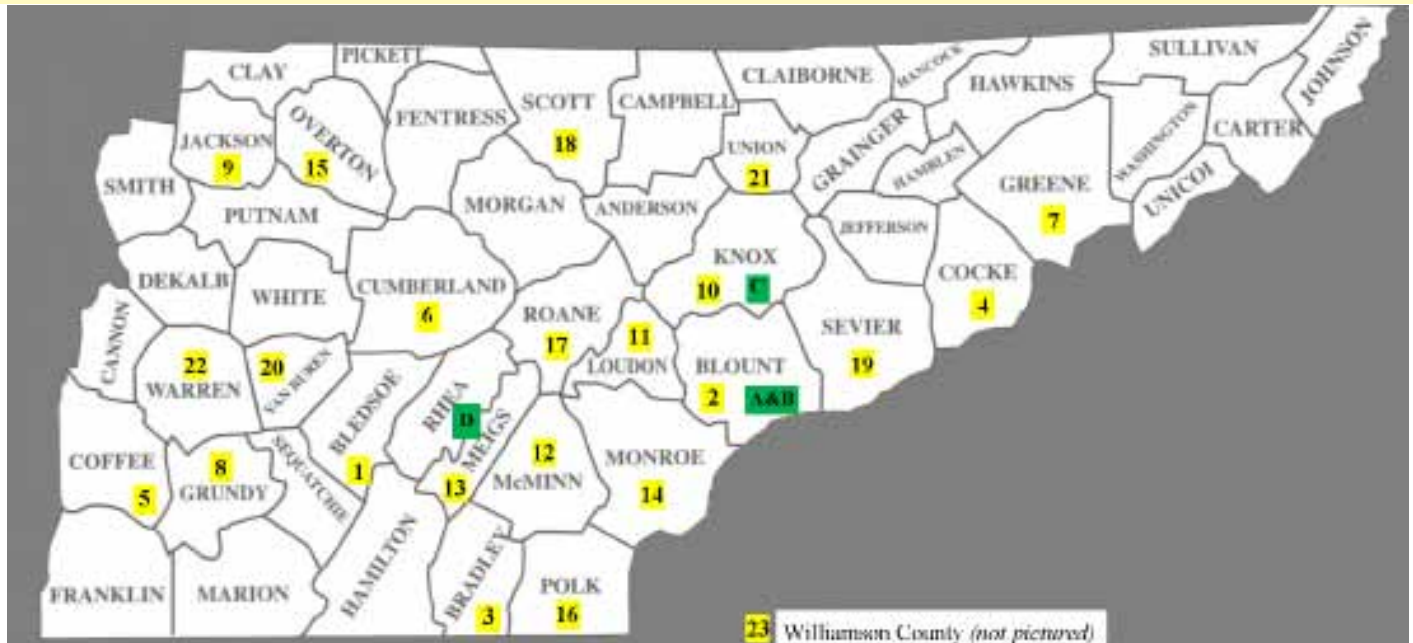 SULLIVAN
JOHNSON
PICKETT
CLAY
CLAIBORNE
HANCOCK
HAWKINS
SCOTT
18
CAMPBELL
FENTRESS
OVERTON
15
JACKSON
9
UNION
21
GRAINGER
WASHINGTON
CARTER
HAMBLEN
GREENE
7
UNICOI
SMITH
PUTNAM
MORGAN
ANDERSON
JEFFERSON
KNOX
10
C
COCKE
4
DEKALB
WHITE
CUMBERLAND
6
ROANE
17
11
LOUDON
SEVIER
19
CANNON
22
WARREN
20
VAN BUREN
BLEDSOE
1
RHEA
D
MEIGS
13
BLOUNT
2
A&B
COFFEE
5
8
GRUNDY
SEQUATCHIE
12
McMINN
MONROE
14
FRANKLIN
MARION
HAMILTON
BRADLEY
3
POLK
16
23 Williamson County (not pictured)